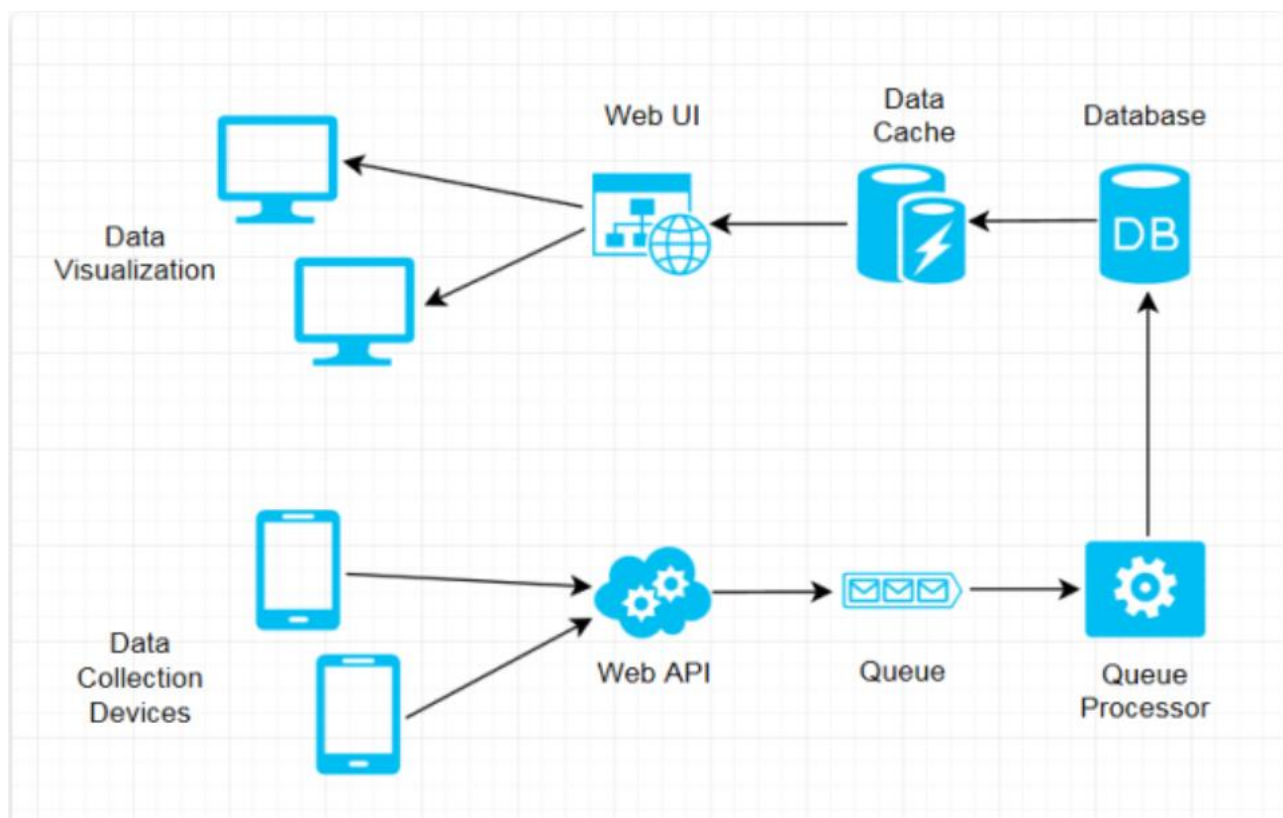 Web UI
Data
Cache
Database
DB
Data
Visualization
Data
Collection
Devices
Web API
Queue
Queue
Processor